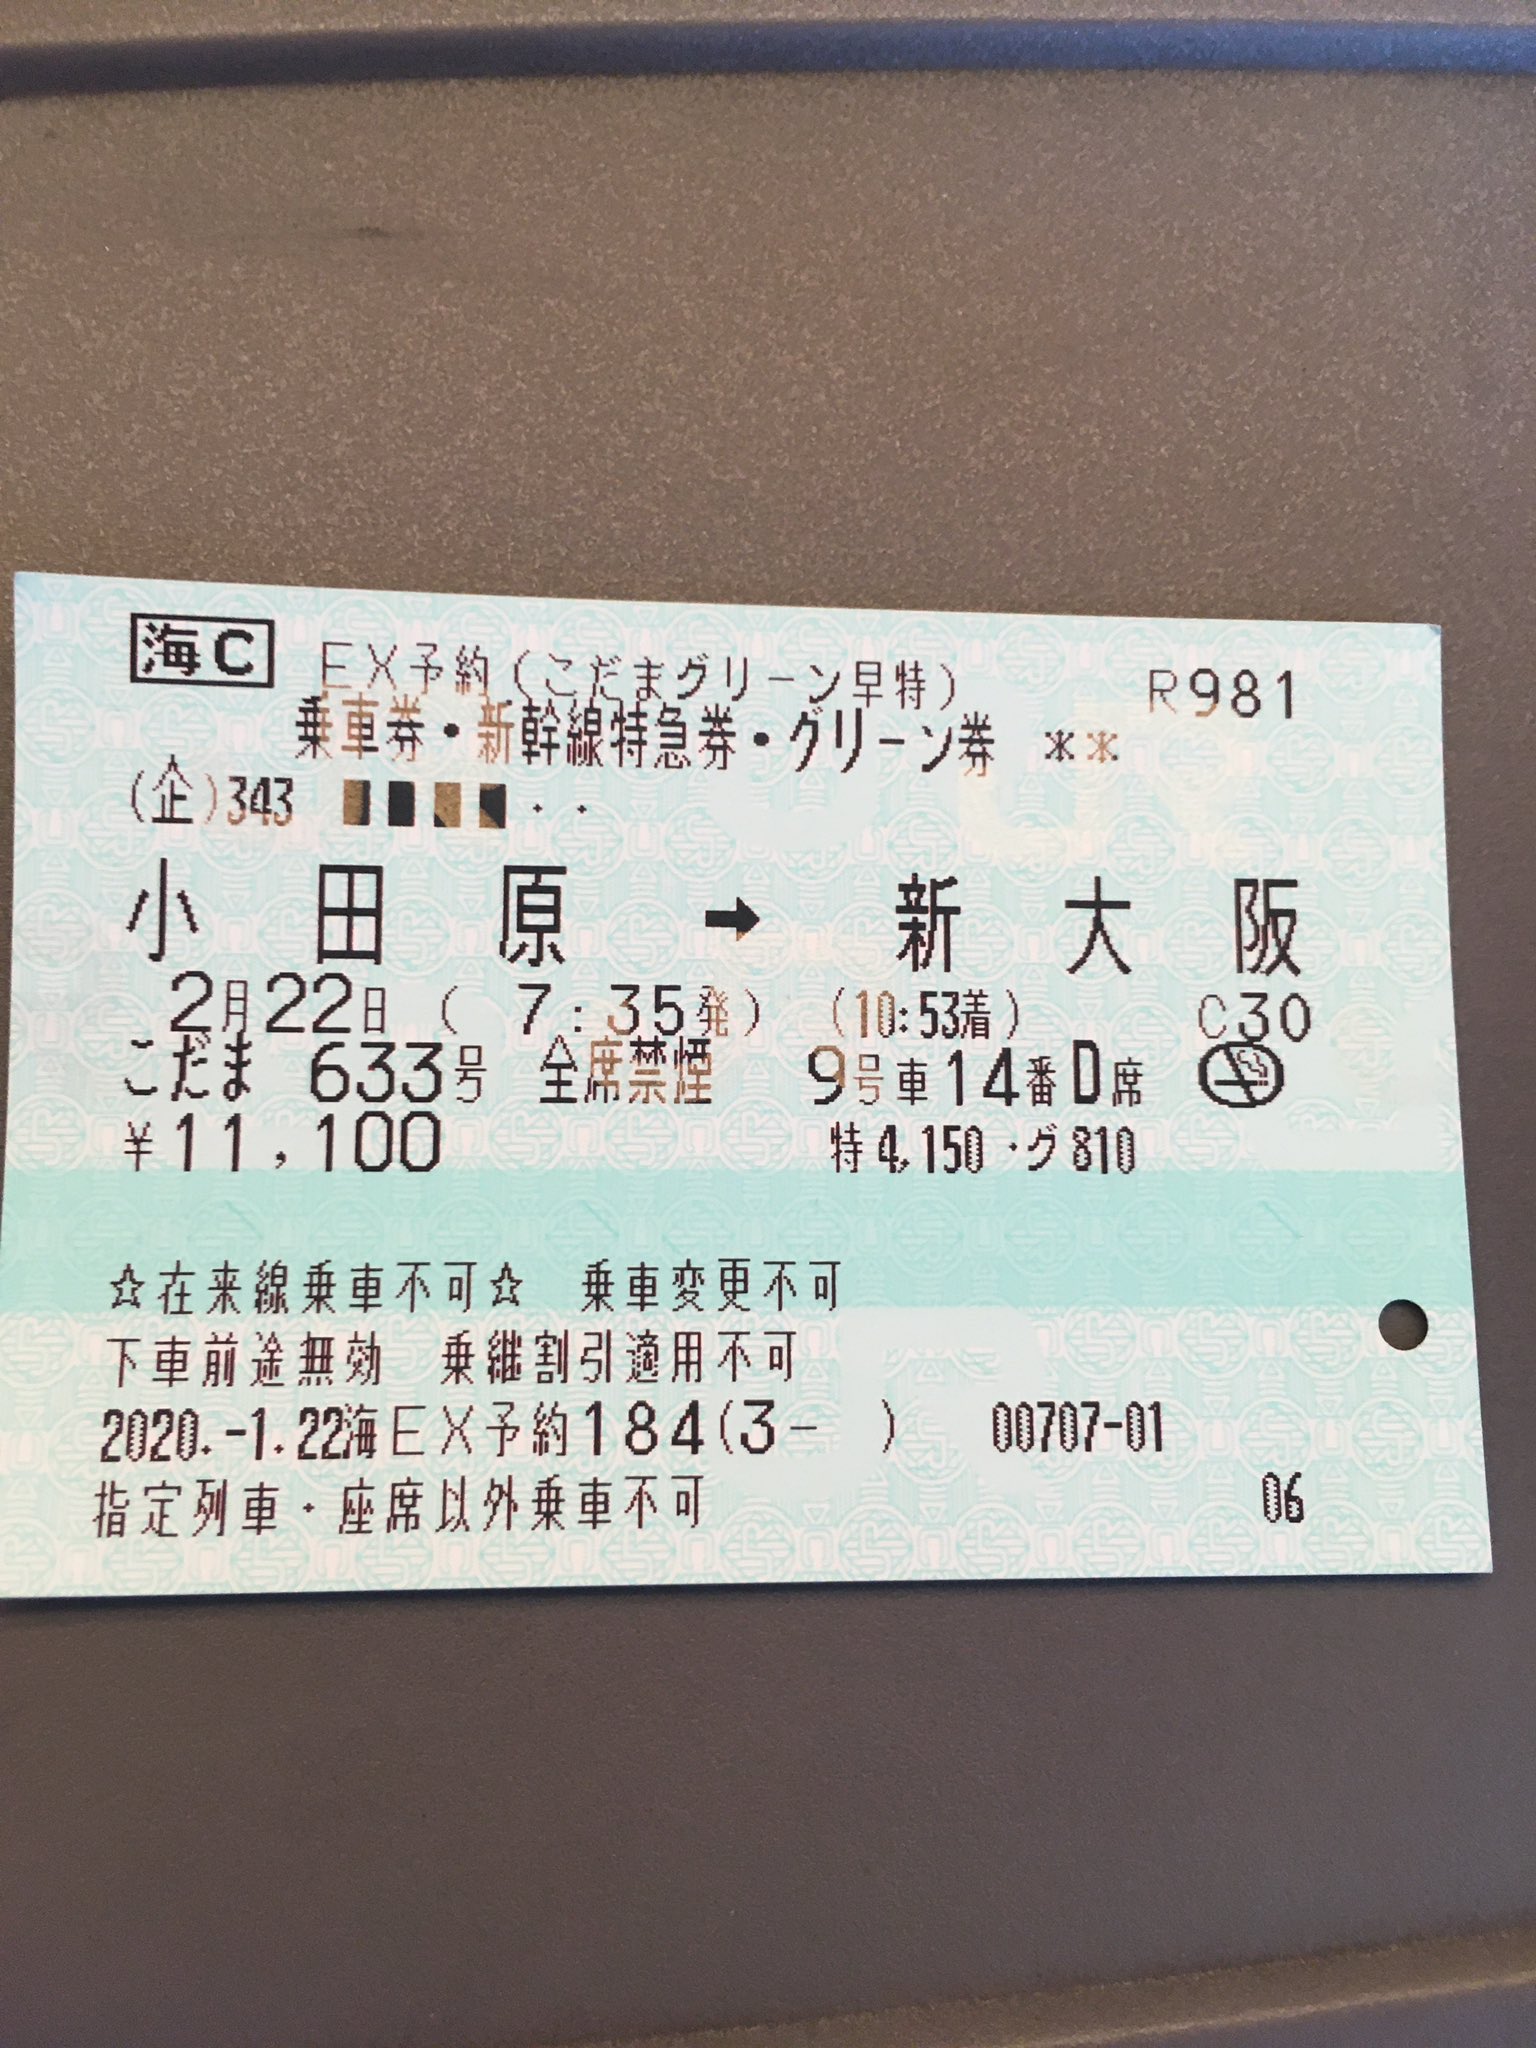 海C EX予約(こだまグリーン早特) R981
乗車券・新幹線特急券・グリーン券 **
(企)343 ■■■■・・
小田原 → 新大阪
2月22日 ( 7:35発) (10:53着) C30
こだま 633号 全席禁煙 9号車14番D席
¥11,100 特4,150・グ810
☆在来線乗車不可☆ 乗車変更不可
下車前途無効 乗継割引適用不可
2020.-1.22海EX予約184(3- ) 00707-01
指定列車・座席以外乗車不可 06